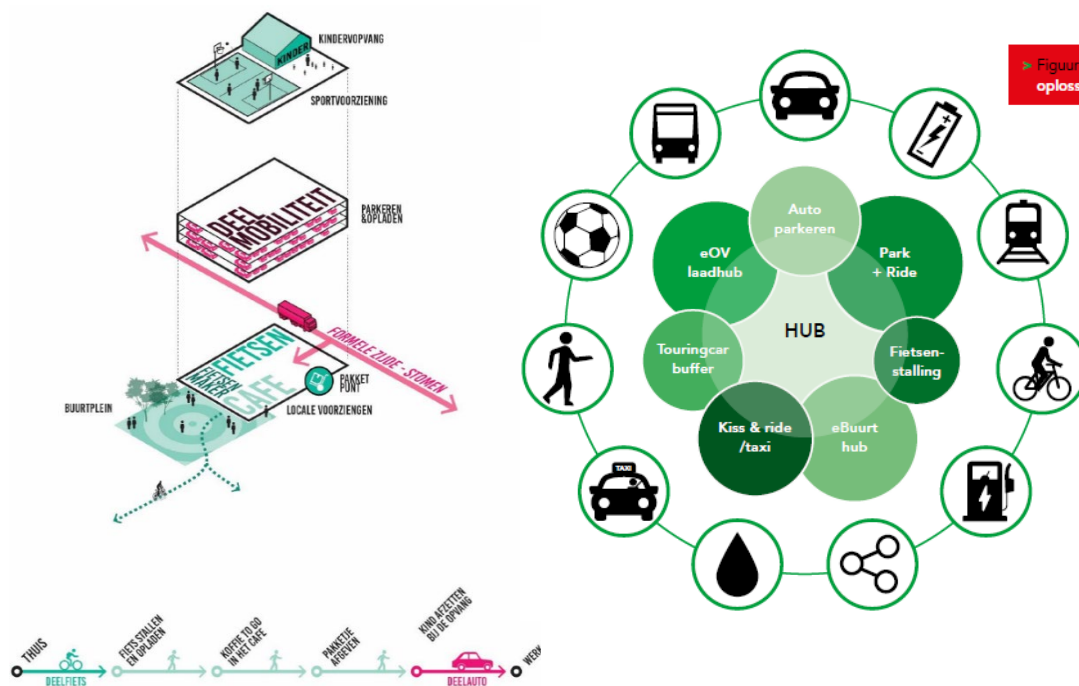 KINDERVOPVANG
KINDER
SPORTVOORZIENING
DEEL
MOBILITEIT
PARKEREN
&OPLADEN
FORMELE ZIJDE - STOMEN
FIETSEN
FIETSEN
MAKER
CAFE
PAKKET
PUNT
LOCALE VOORZIENGEN
BUURTPLEIN
THUIS
DEELFIETS
FIETS STALLEN
EN OPLADEN
KOFFIE TO GO
IN HET CAFE
PAKKETJE
AFGEVEN
KIND AFZETTEN
BIJ DE OPVANG
DEELAUTO
WERK
> Figuur
oploss
Auto
parkeren
eOV
laadhub
Park
+ Ride
HUB
Touringcar
buffer
Fietsen-
stalling
Kiss & ride
/taxi
eBuurt
hub
TAXI